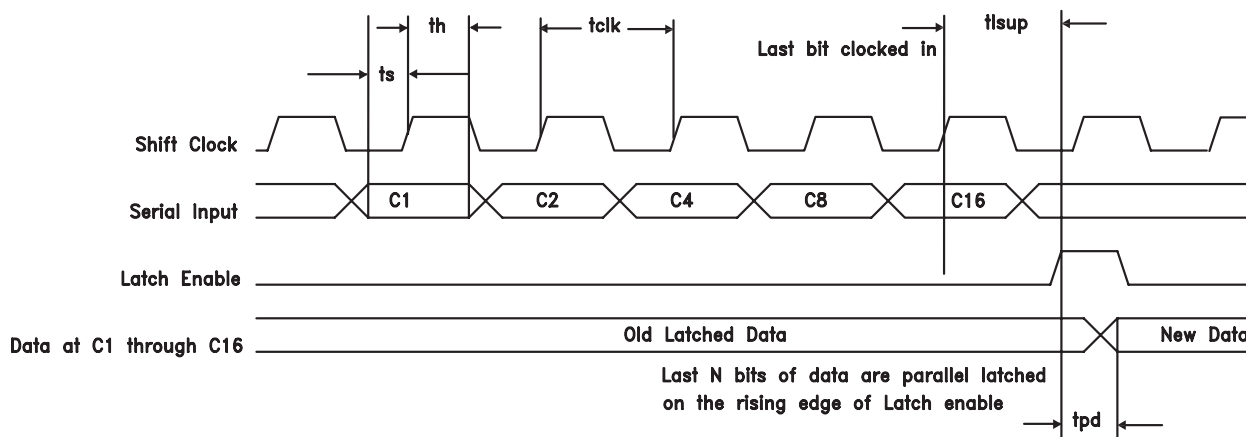 th
tclk
tlsup
Last bit clocked in
ts
Shift Clock
Serial Input
C1
C2
C4
C8
C16
Latch Enable
Data at C1 through C16
Old Latched Data
New Data
Last N bits of data are parallel latched
on the rising edge of Latch enable
tpd